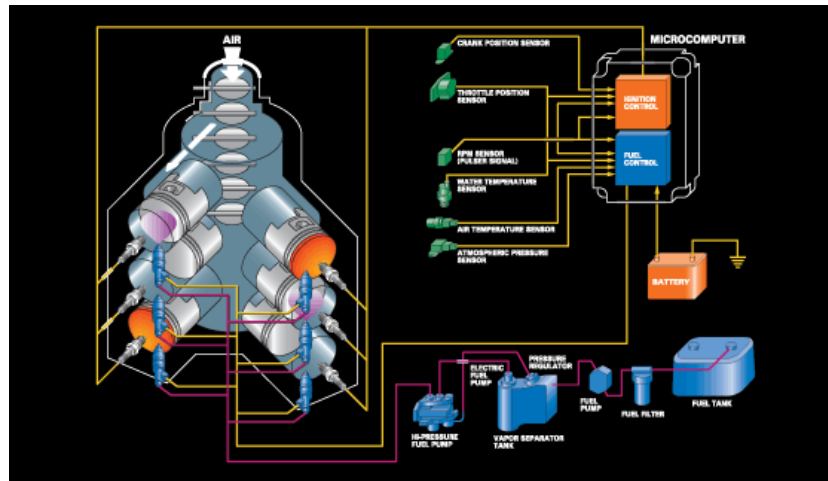 AIR
CRANK POSITION SENSOR
MICROCOMPUTER
THROTTLE POSITION
SENSOR
IGNITION
CONTROL
RPM SENSOR
(PULSER SIGNAL)
FUEL
CONTROL
WATER TEMPERATURE
SENSOR
AIR TEMPERATURE SENSOR
ATMOSPHERIC PRESSURE
SENSOR
BATTERY
ELECTRIC
FUEL
PUMP
PRESSURE
REGULATOR
FUEL
PUMP
FUEL FILTER
FUEL TANK
HI-PRESSURE
FUEL PUMP
VAPOR SEPARATOR
TANK